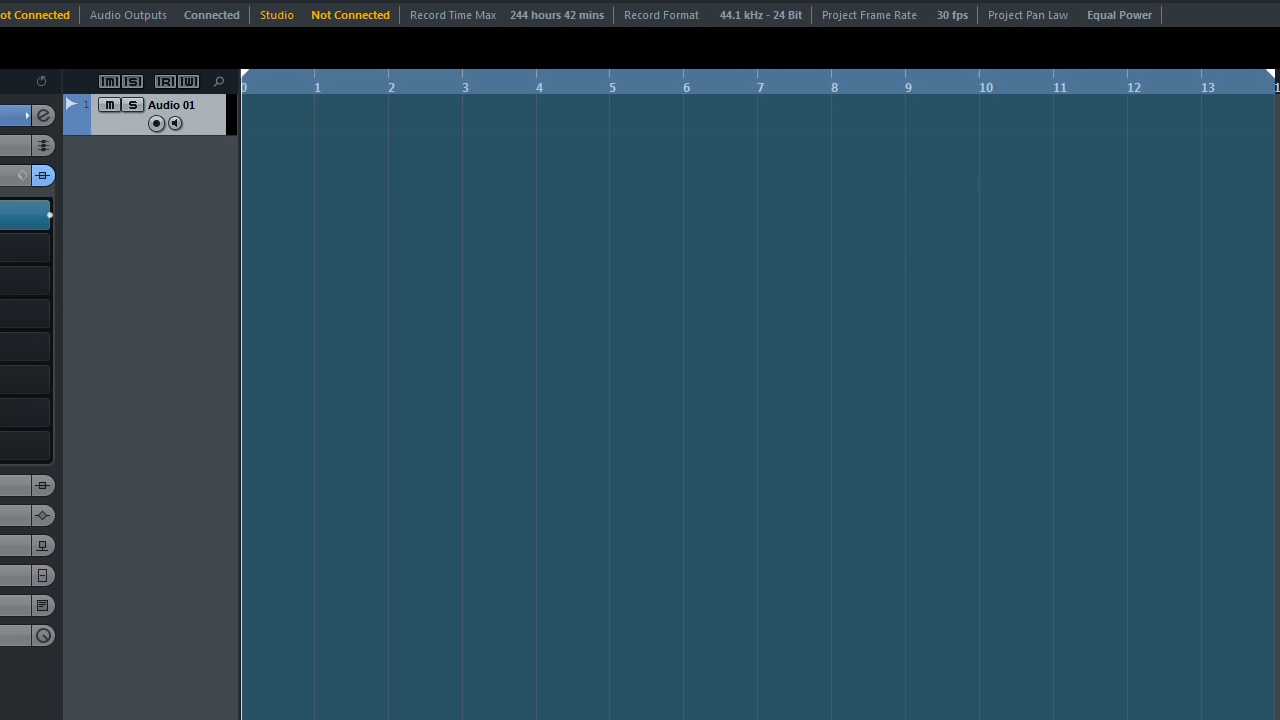 ot Connected Audio Outputs Connected Studio Not Connected Record Time Max 244 hours 42 mins Record Format 44.1 kHz - 24 Bit Project Frame Rate 30 fps Project Pan Law Equal Power
M S R W
0 1 2 3 4 5 6 7 8 9 10 11 12 13 1
1 M S Audio 01